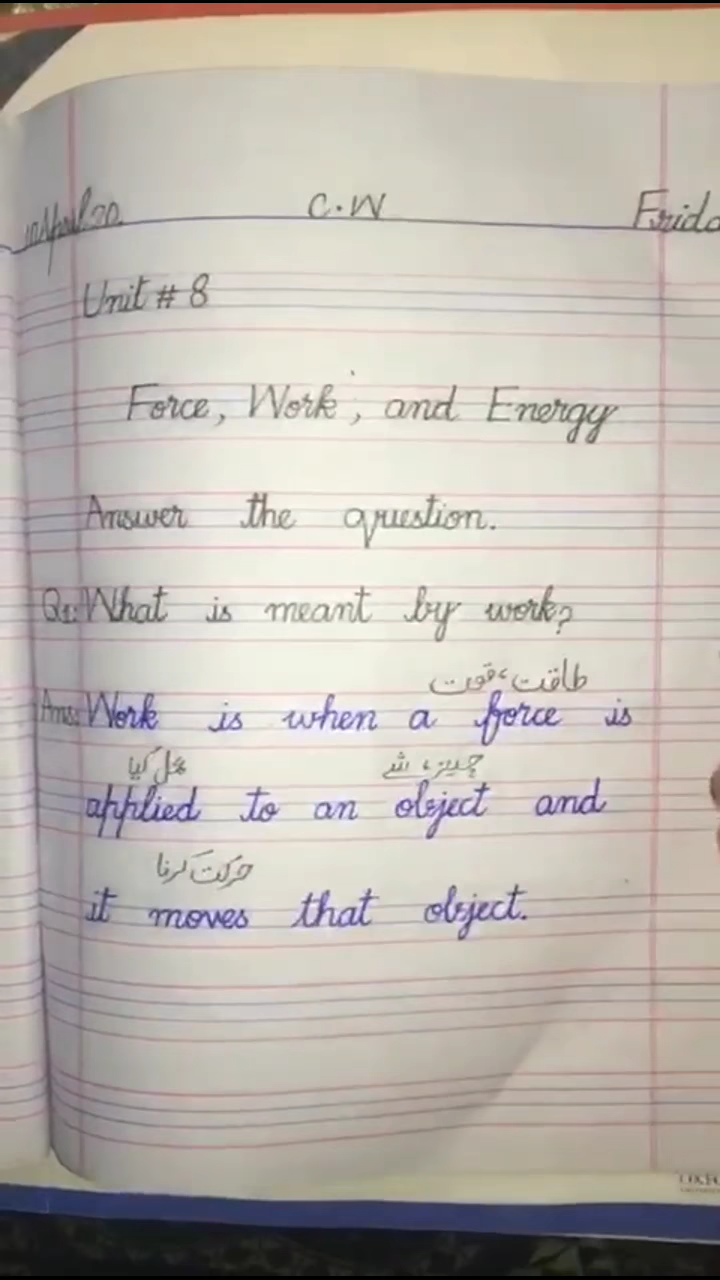 C.W
Unit # 8
Force, Work, and Energy
Answer the question.
Q1: What is meant by work?
طاقت، قوت
Ans: Work is when a force is
عمل کیا
چیز، شے
applied to an object and
حرکت کرنا
it moves that object.